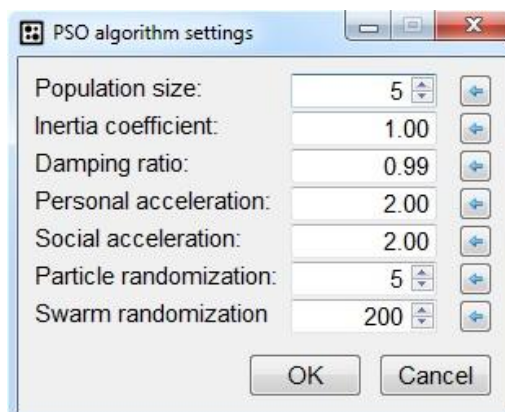 PSO algorithm settings
Population size: 5
Inertia coefficient: 1.00
Damping ratio: 0.99
Personal acceleration: 2.00
Social acceleration: 2.00
Particle randomization: 5
Swarm randomization 200
OK Cancel